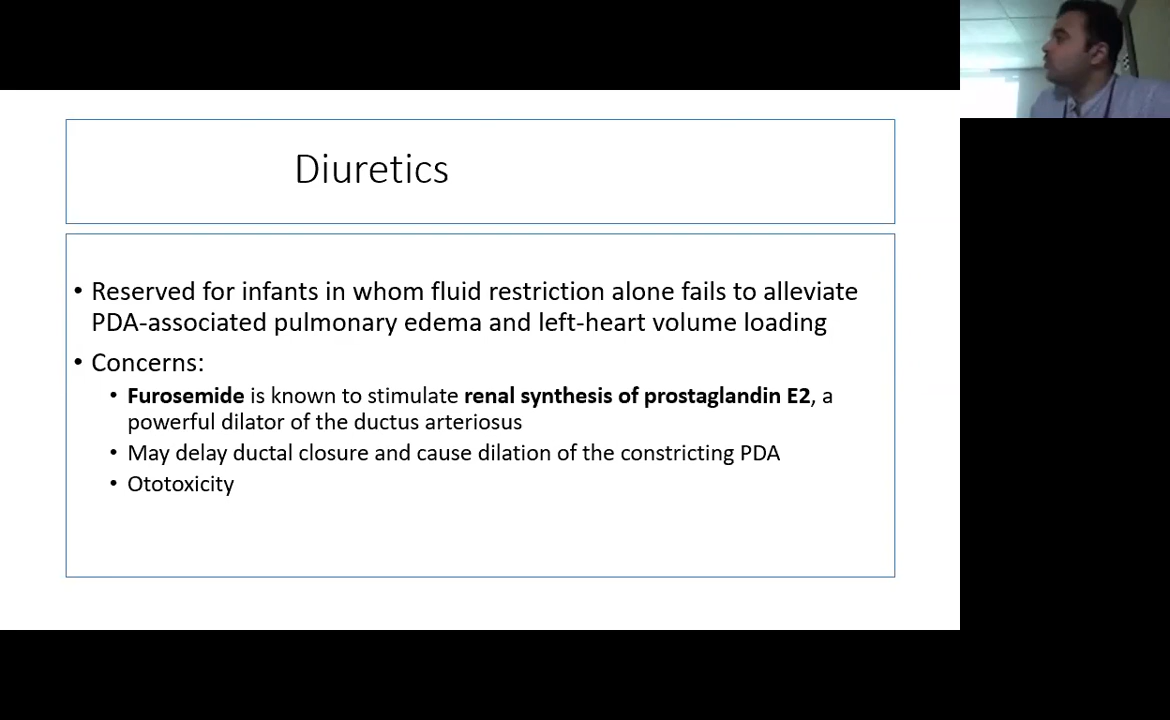 Diuretics
• Reserved for infants in whom fluid restriction alone fails to alleviate
PDA-associated pulmonary edema and left-heart volume loading
• Concerns:
• Furosemide is known to stimulate renal synthesis of prostaglandin E2, a
powerful dilator of the ductus arteriosus
• May delay ductal closure and cause dilation of the constricting PDA
• Ototoxicity